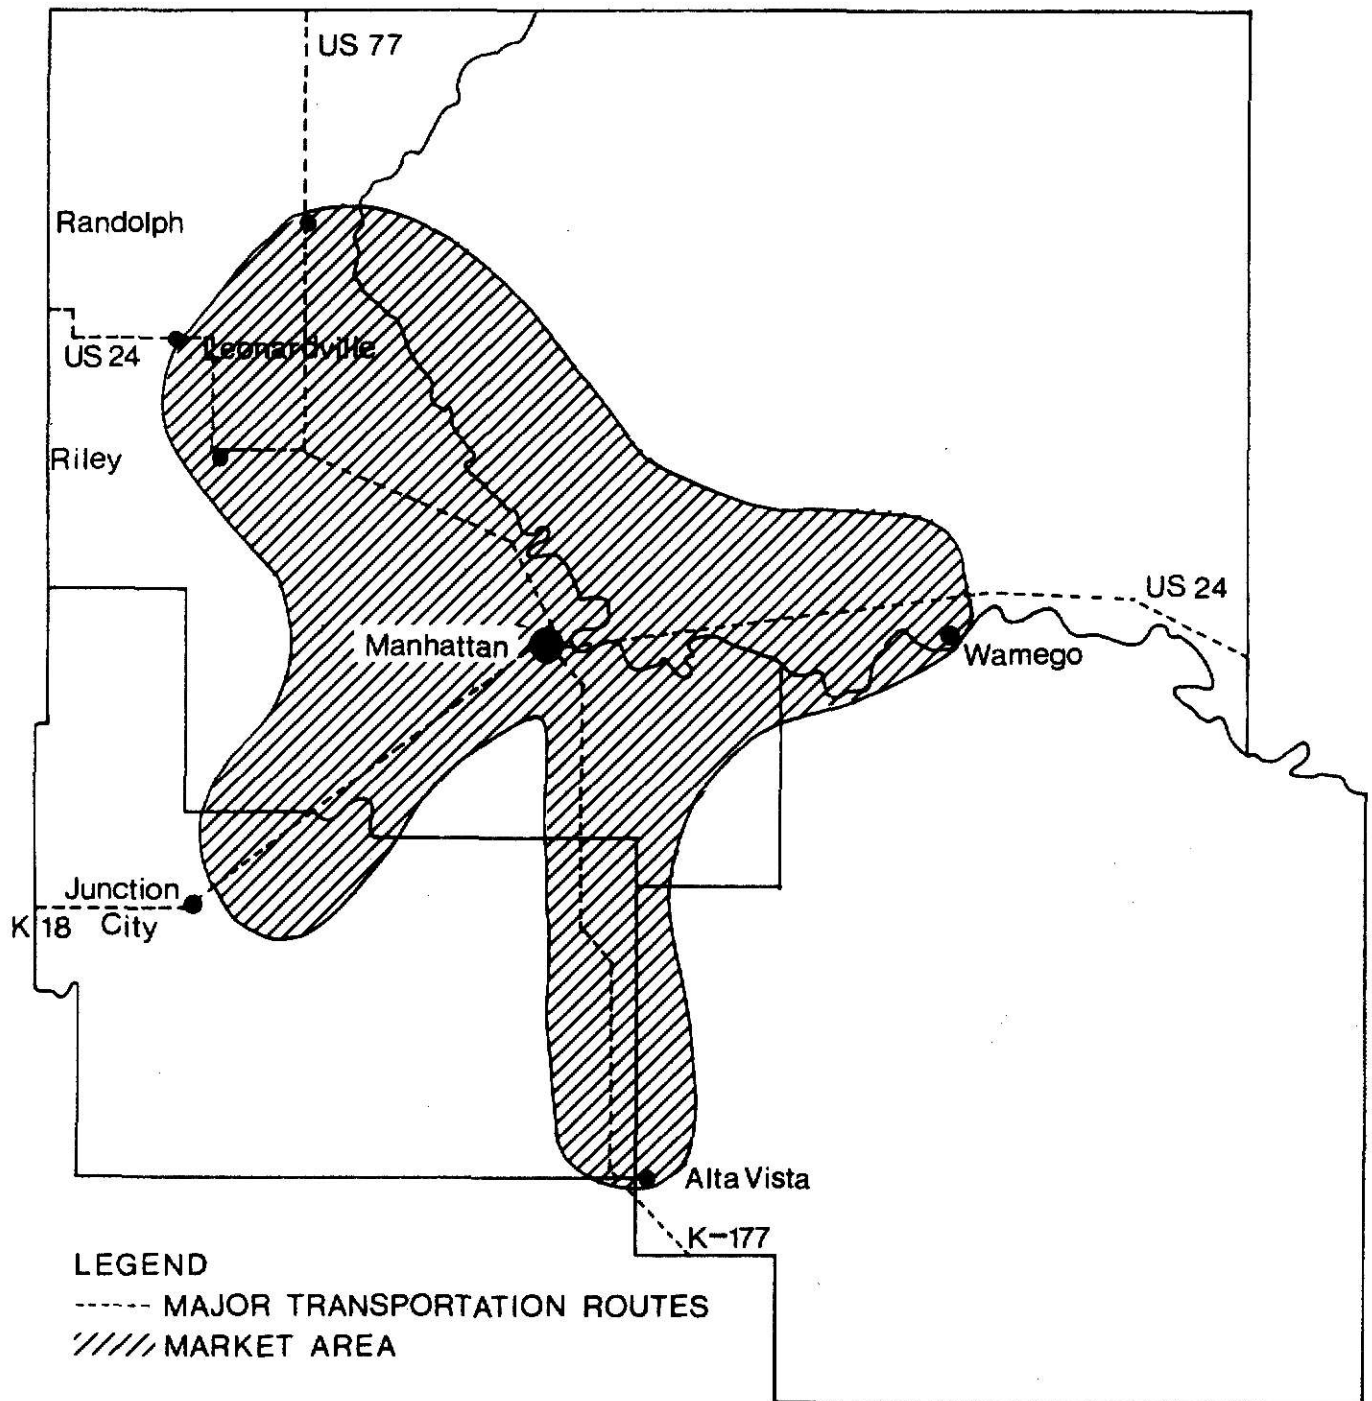 US 77
Randolph
Leonardville
US 24
Riley
US 24
Manhattan
Wamego
Junction
City
K 18
Alta Vista
K-177
LEGEND
MAJOR TRANSPORTATION ROUTES
MARKET AREA